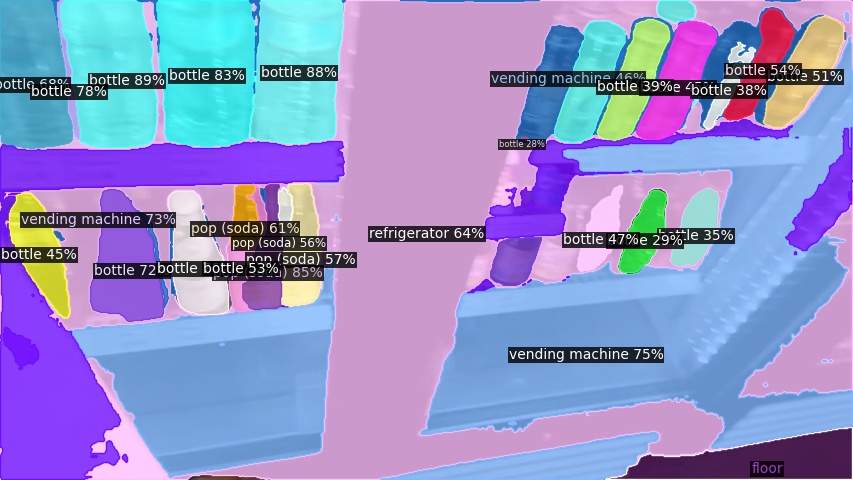 bottle 68%
bottle 78%
bottle 89%
bottle 83%
bottle 88%
vending machine 46%
bottle 39%
bottle 38%
bottle 54%
51%
bottle 28%
vending machine 73%
bottle 45%
bottle 72
bottle
bottle 53%
pop (soda) 61%
pop (soda) 56%
pop (soda) 57%
85%
refrigerator 64%
bottle 47%
29%
bottle 35%
vending machine 75%
floor